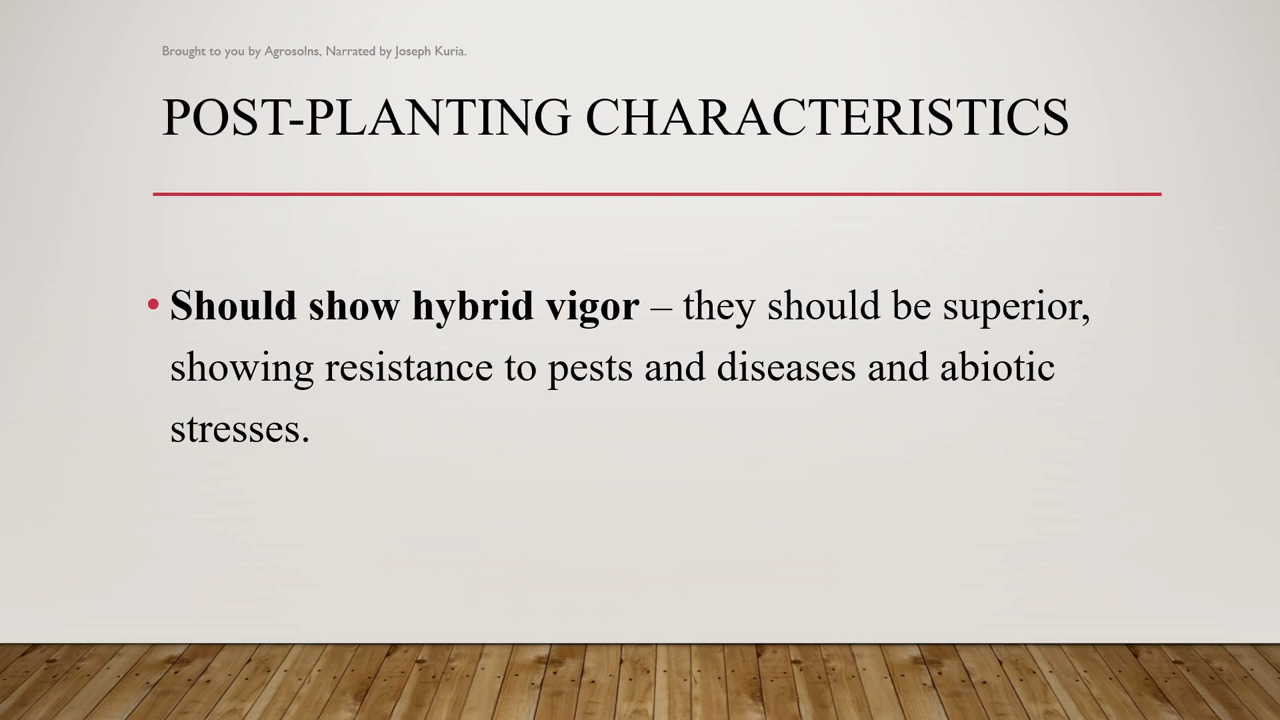 Brought to you by Agrosolns, Narrated by Joseph Kuria.
POST-PLANTING CHARACTERISTICS
• Should show hybrid vigor – they should be superior,
showing resistance to pests and diseases and abiotic
stresses.